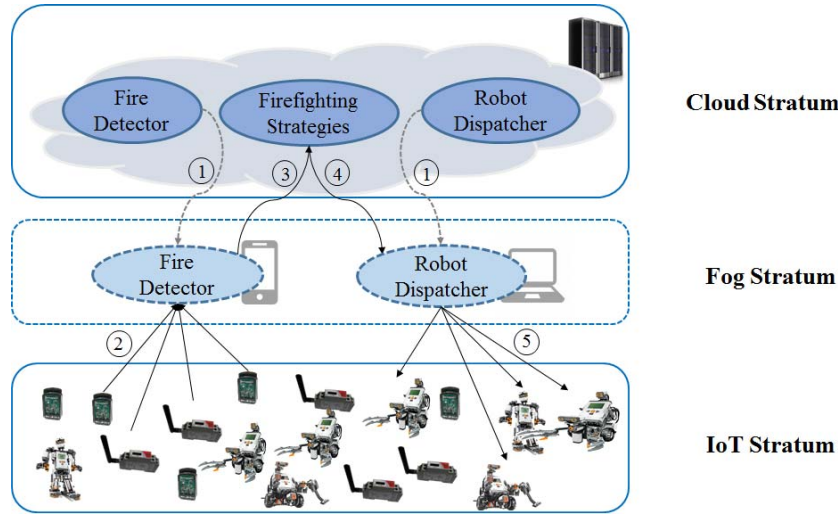 Fire
Detector
Firefighting
Strategies
Robot
Dispatcher
Cloud Stratum
1
3
4
1
Fire
Detector
Robot
Dispatcher
Fog Stratum
2
5
IoT Stratum